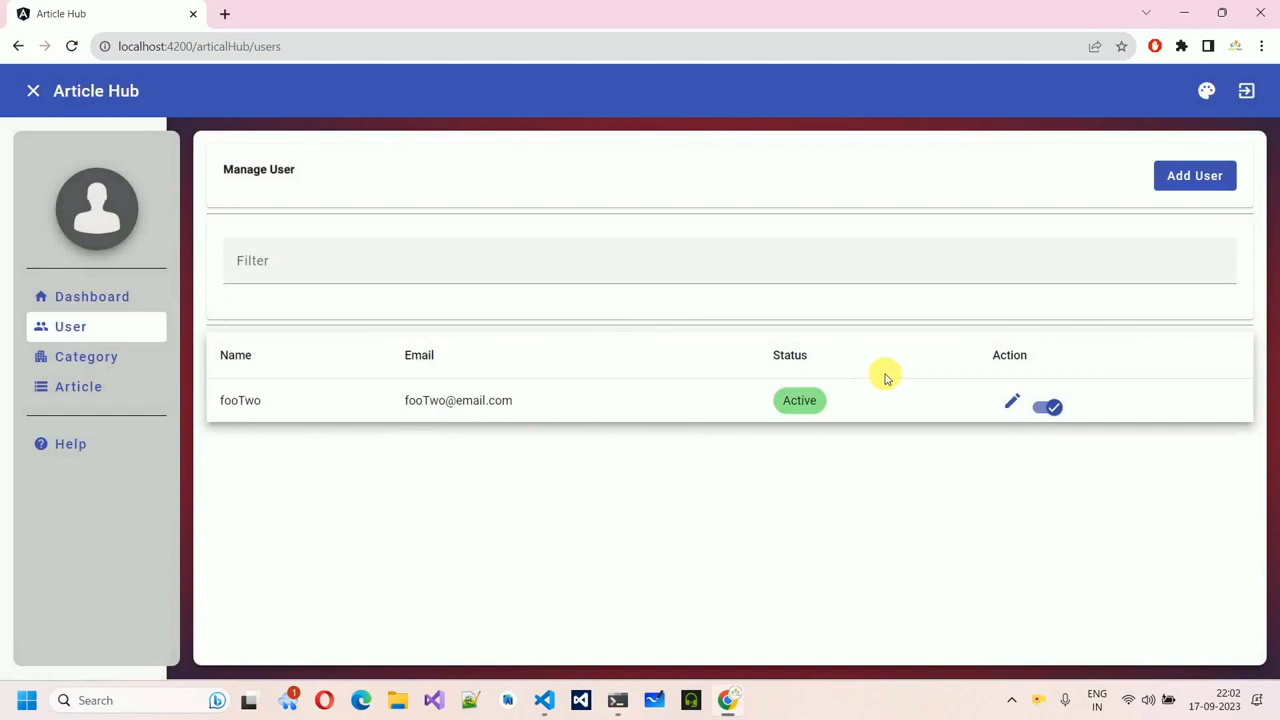 Article Hub
localhost:4200/articalHub/users
Article Hub
Manage User
Add User
Filter
Dashboard
User
Category
Article
Help
Name Email Status Action
fooTwo fooTwo@email.com Active
Search
1
ENG
IN
22:02
17-09-2023